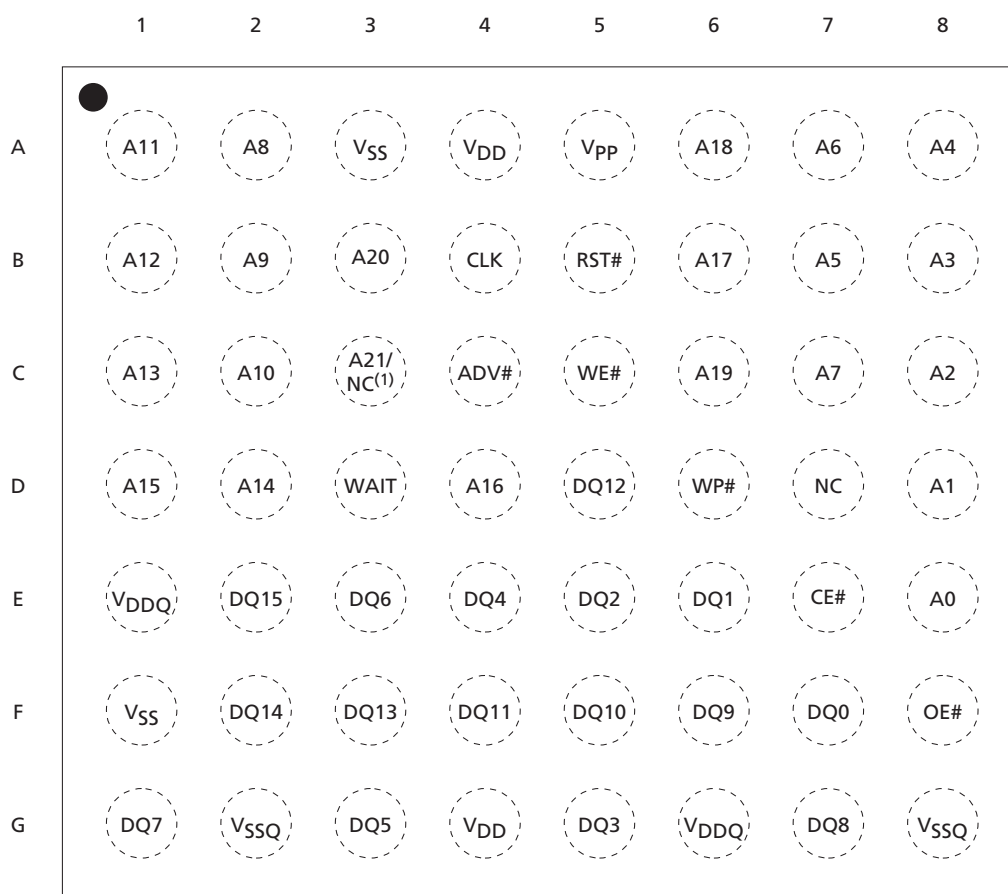 1 2 3 4 5 6 7 8
A A11 A8 VSS VDD VPP A18 A6 A4
B A12 A9 A20 CLK RST# A17 A5 A3
C A13 A10 A21/ NC(1) ADV# WE# A19 A7 A2
D A15 A14 WAIT A16 DQ12 WP# NC A1
E VDDQ DQ15 DQ6 DQ4 DQ2 DQ1 CE# A0
F VSS DQ14 DQ13 DQ11 DQ10 DQ9 DQ0 OE#
G DQ7 VSSQ DQ5 VDD DQ3 VDDQ DQ8 VSSQ